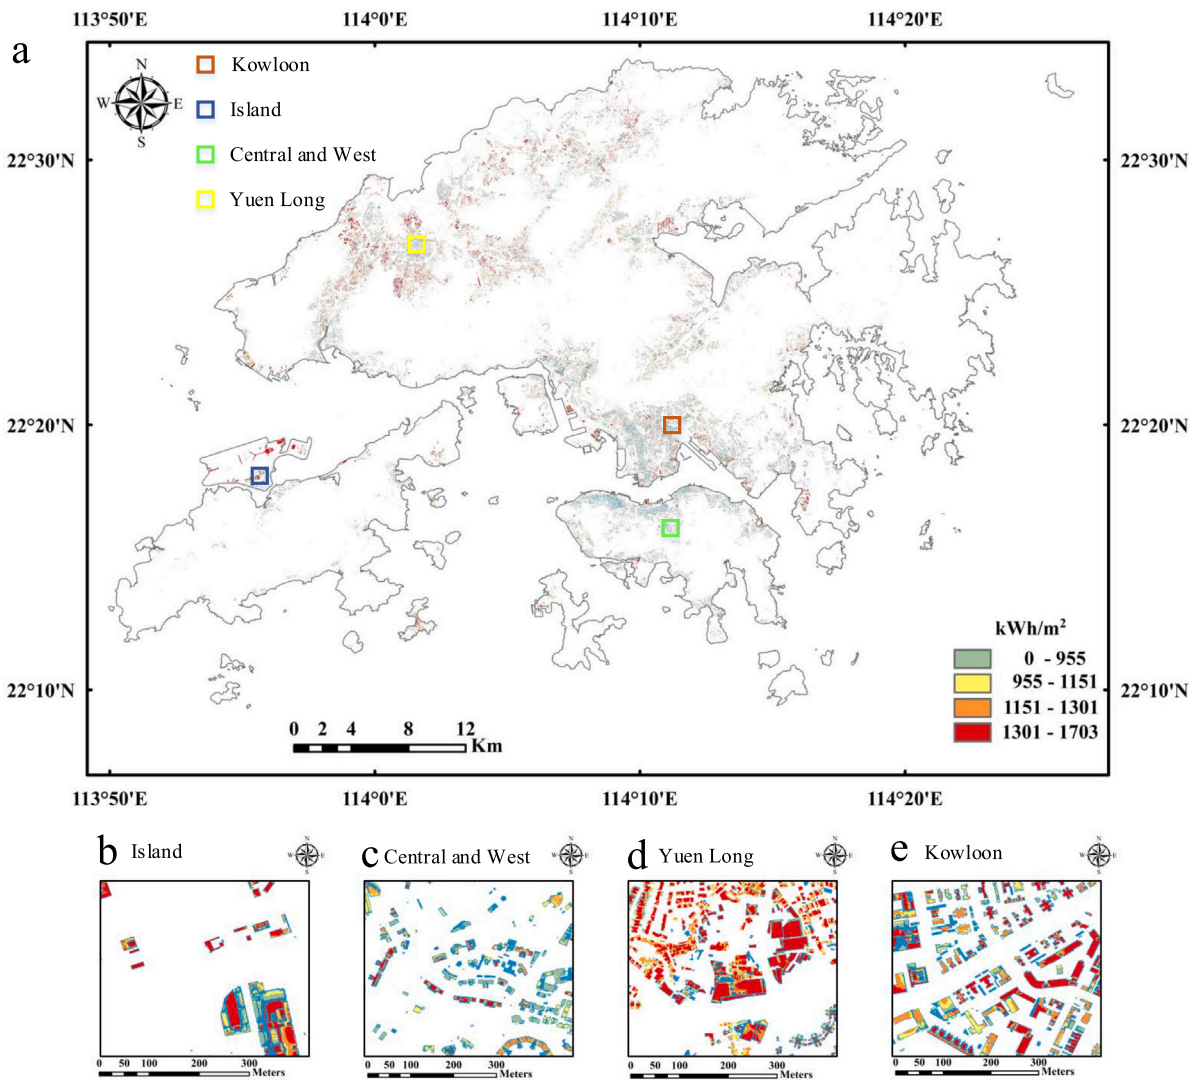 113°50'E 114°0'E 114°10'E 114°20'E
a
N
W E
S
Kowloon
Island
Central and West
Yuen Long
22°30'N 22°30'N
22°20'N 22°20'N
22°10'N 22°10'N
kWh/m²
0 - 955
955 - 1151
1151 - 1301
1301 - 1703
0 2 4 8 12
Km
113°50'E 114°0'E 114°10'E 114°20'E
b Island
N
W E
S
0 50 100 200 300
Meters
c Central and West
N
W E
S
0 50 100 200 300
Meters
d Yuen Long
N
W E
S
0 50 100 200 300
Meters
e Kowloon
N
W E
S
0 50 100 200 300
Meters